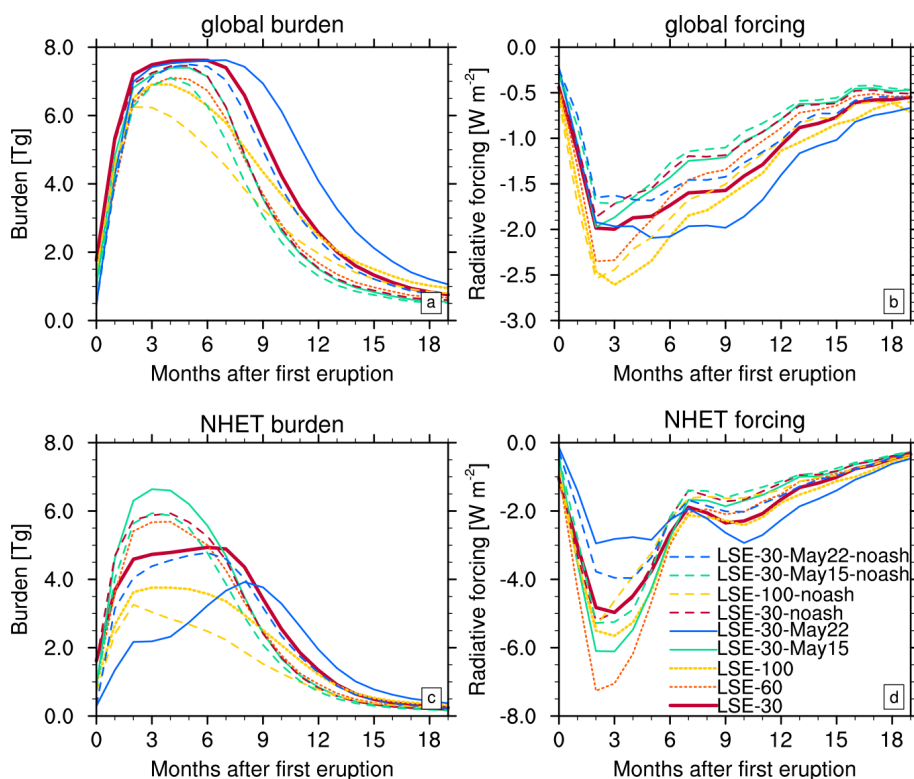 global burden
8.0
6.0
4.0
2.0
0.0
Burden [Tg]
a
0 3 6 9 12 15 18
Months after first eruption
global forcing
0.0
-0.5
-1.0
-1.5
-2.0
-2.5
-3.0
Radiative forcing [W m-2]
b
0 3 6 9 12 15 18
Months after first eruption
NHET burden
8.0
6.0
4.0
2.0
0.0
Burden [Tg]
c
0 3 6 9 12 15 18
Months after first eruption
NHET forcing
0.0
-2.0
-4.0
-6.0
-8.0
Radiative forcing [W m-2]
LSE-30-May22-noash
LSE-30-May15-noash
LSE-100-noash
LSE-30-noash
LSE-30-May22
LSE-30-May15
LSE-100
LSE-60
LSE-30
d
0 3 6 9 12 15 18
Months after first eruption